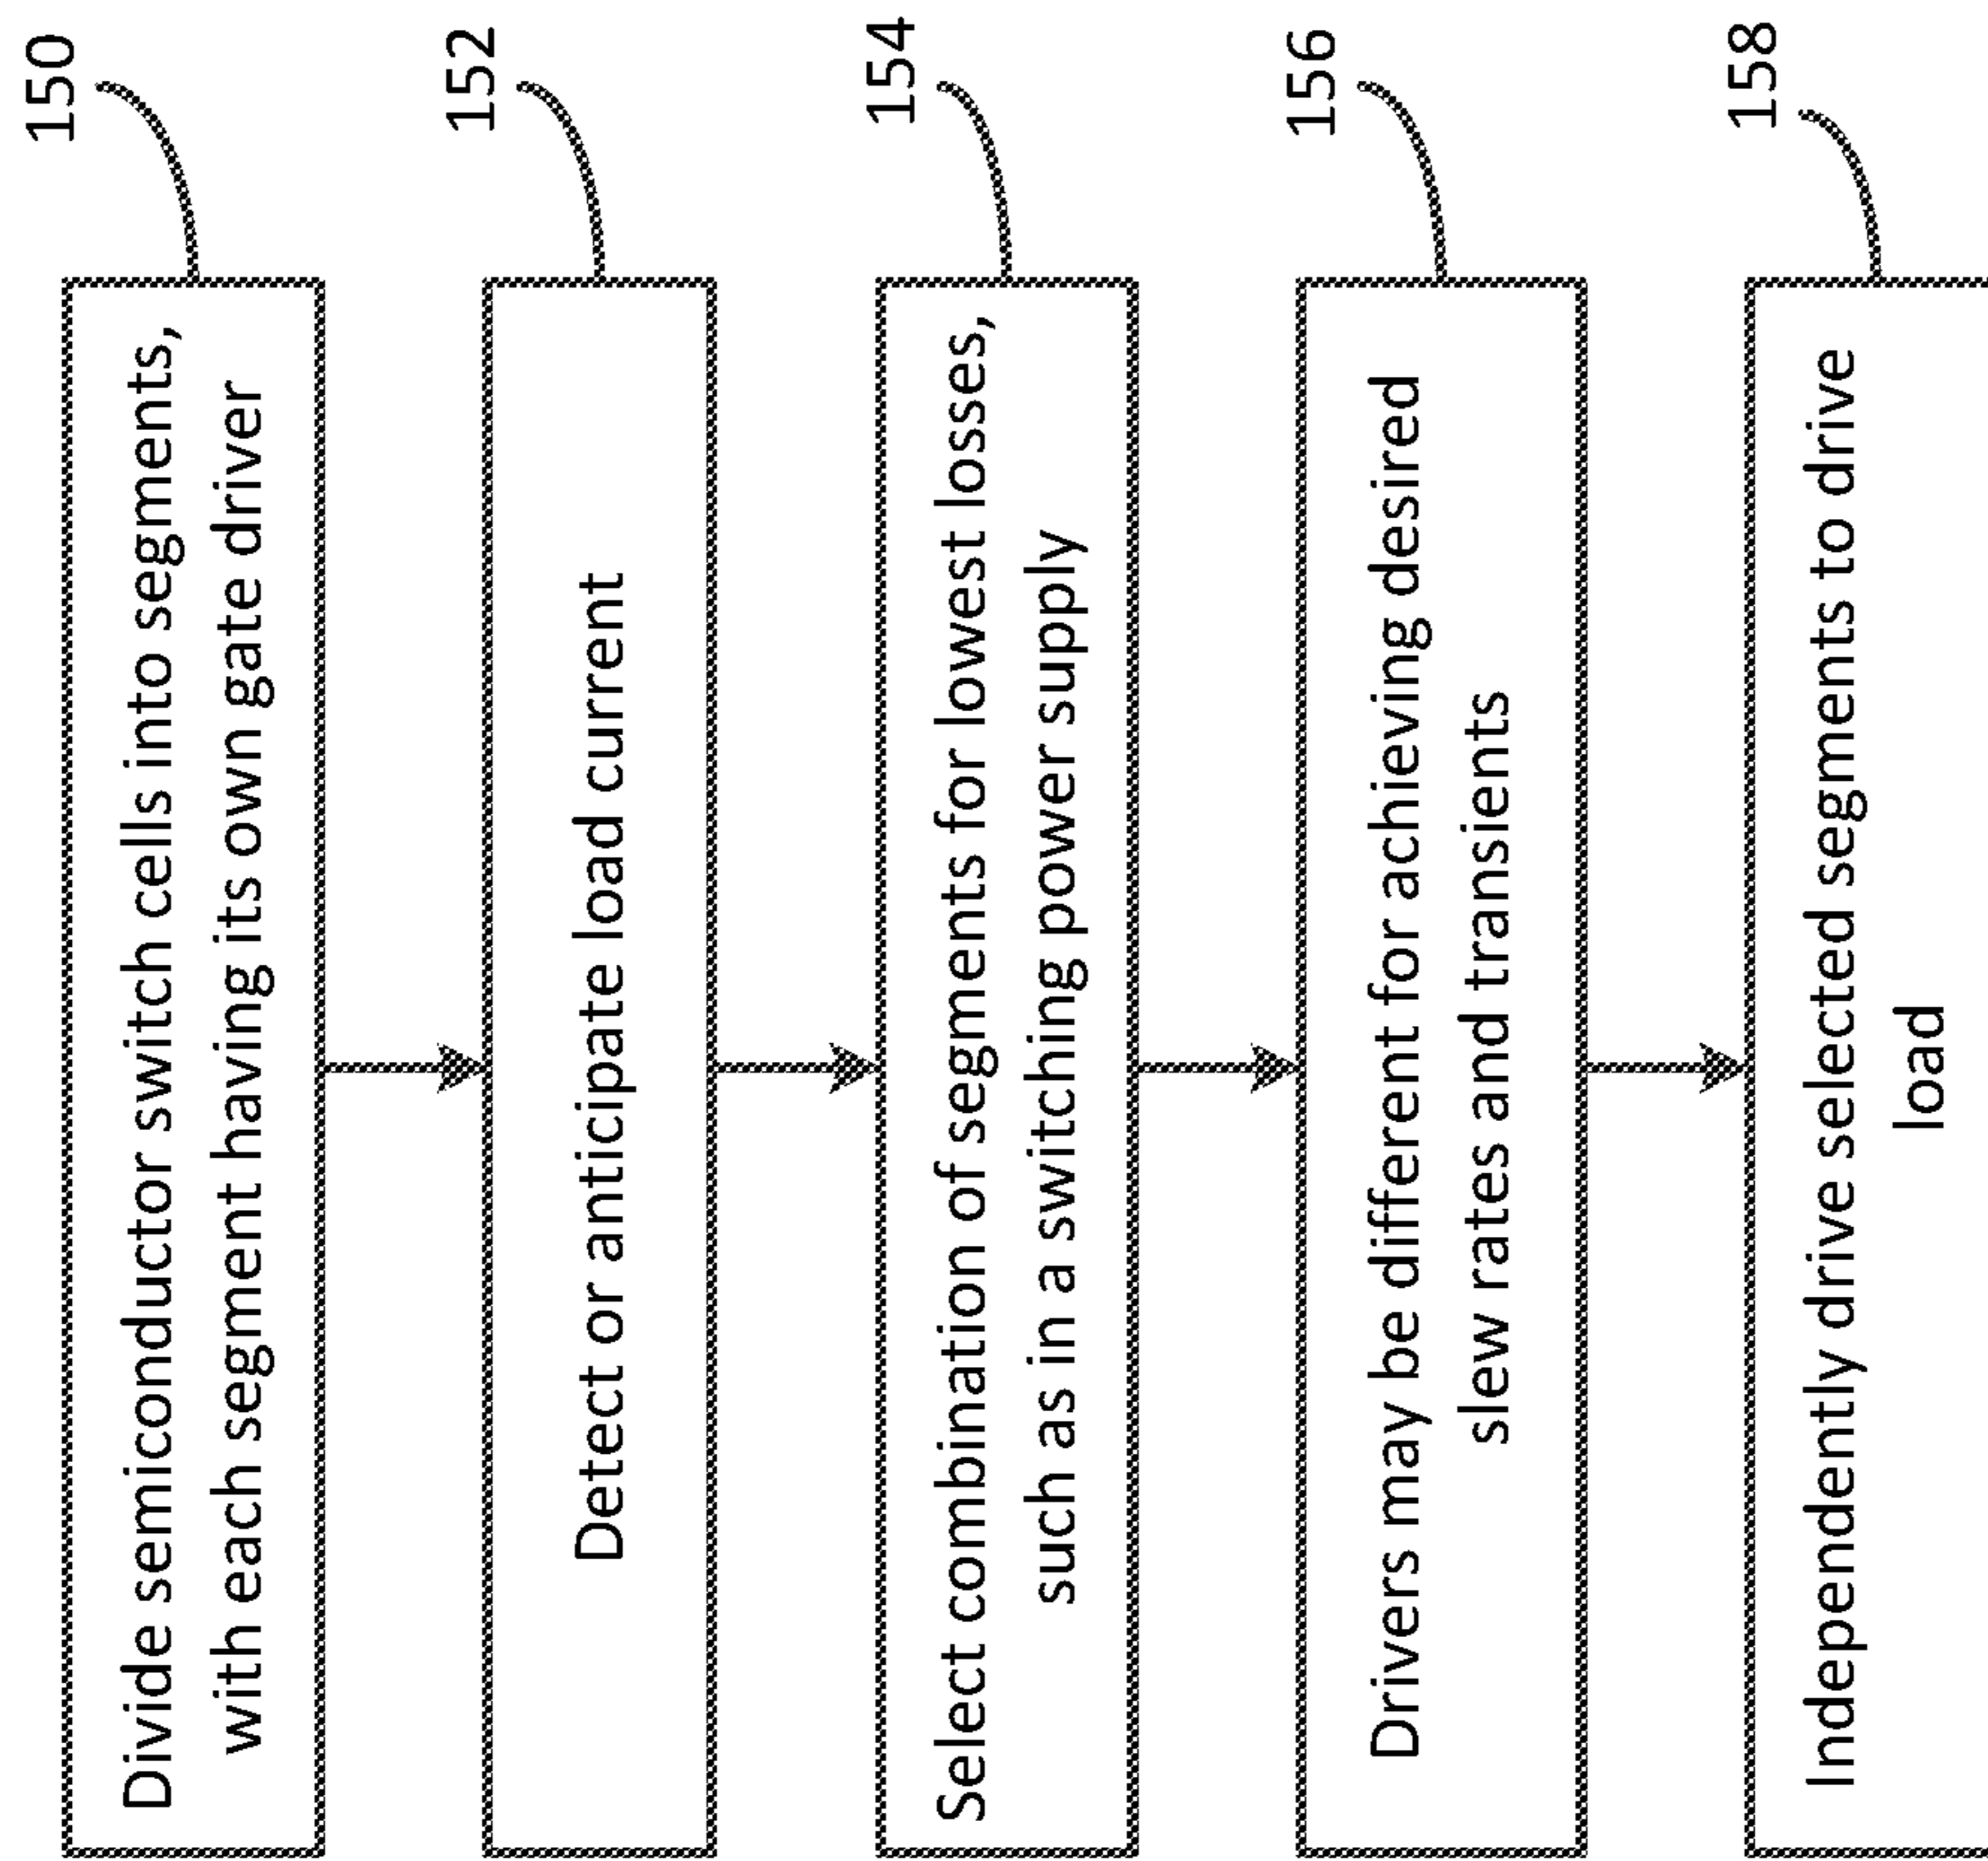 150
Divide semiconductor switch cells into segments,
with each segment having its own gate driver
152
Detect or anticipate load current
154
Select combination of segments for lowest losses,
such as in a switching power supply
156
Drivers may be different for achieving desired
slew rates and transients
158
Independently drive selected segments to drive
load